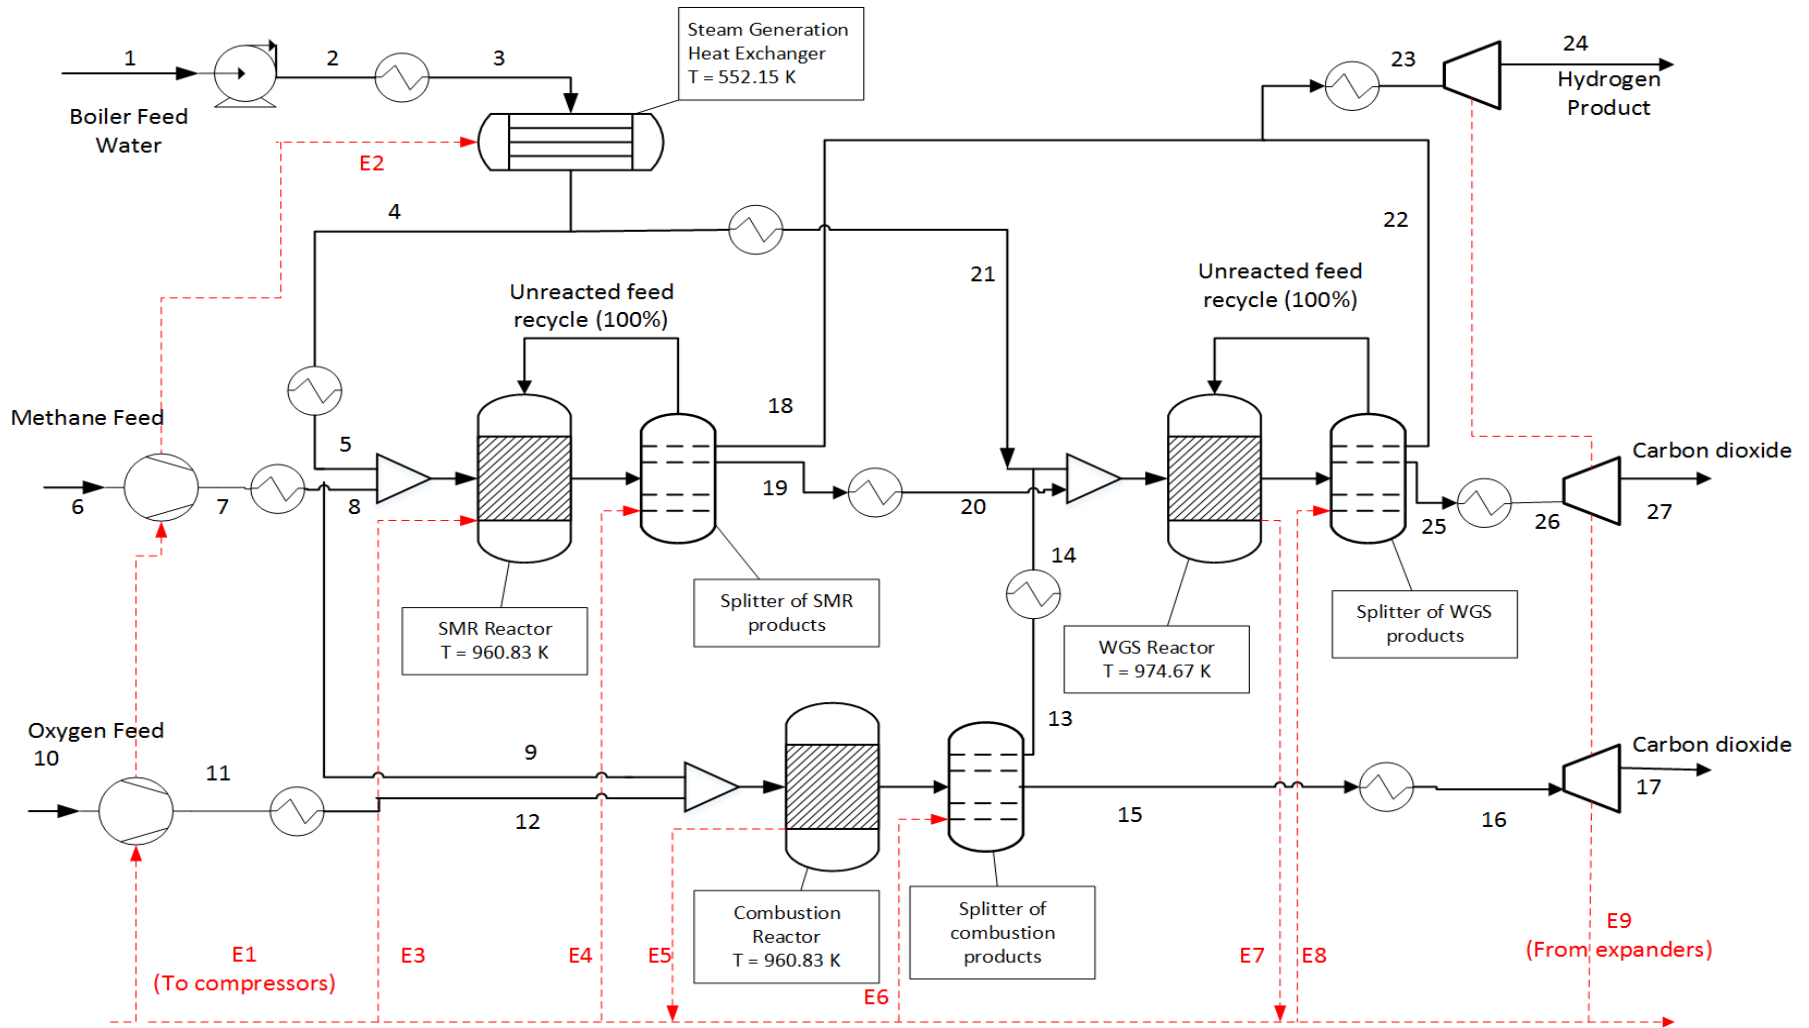 Steam Generation
Heat Exchanger
T = 552.15 K
1
2
3
23
24
Hydrogen
Product
Boiler Feed
Water
E2
4
22
21
Unreacted feed
recycle (100%)
Unreacted feed
recycle (100%)
Methane Feed
5
18
Carbon dioxide
6
7
8
19
20
25
26
27
14
SMR Reactor
T = 960.83 K
Splitter of SMR
products
WGS Reactor
T = 974.67 K
Splitter of WGS
products
Oxygen Feed
10
11
9
13
Carbon dioxide
12
15
16
17
Combustion
Reactor
T = 960.83 K
Splitter of
combustion
products
E1
(To compressors)
E3
E4
E5
E6
E7
E8
E9
(From expanders)